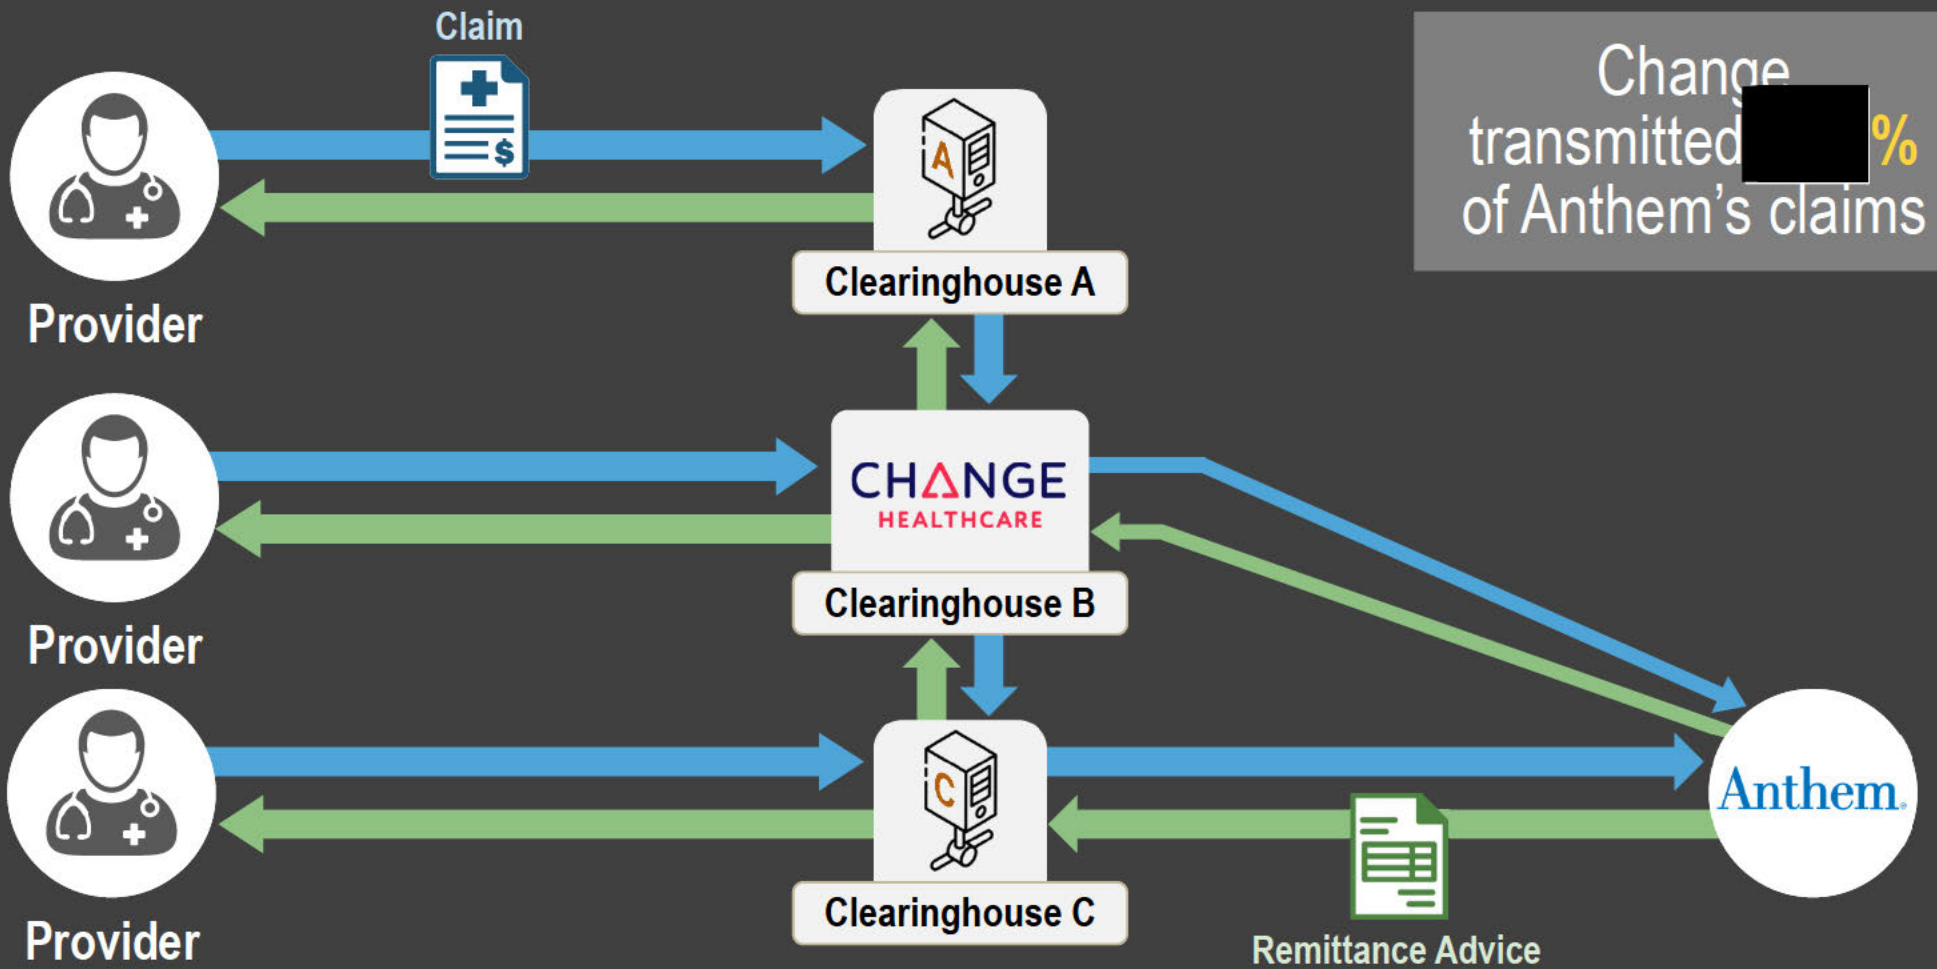 Claim
$
Change
transmitted %
of Anthem's claims
A
Clearinghouse A
Provider
CHANGE
HEALTHCARE
Clearinghouse B
Provider
C
Anthem.
Clearinghouse C
Provider
Remittance Advice